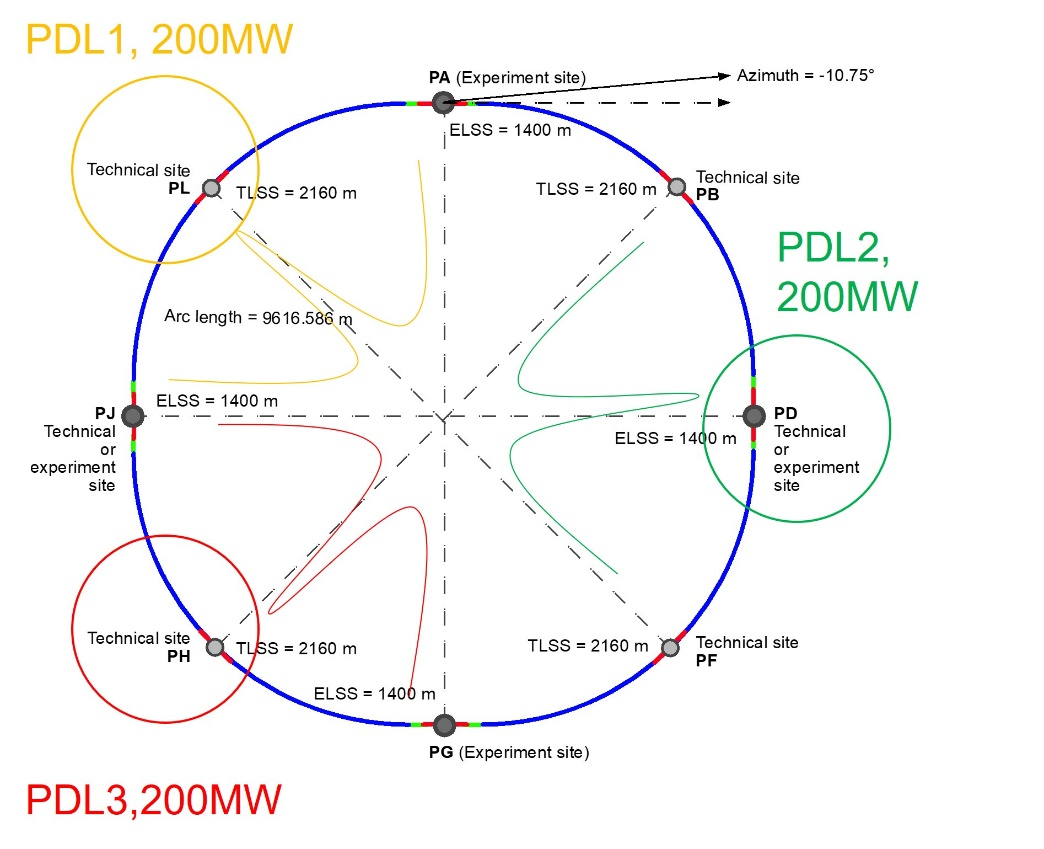 PDL1, 200MW
PA (Experiment site)
Azimuth = -10.75°
ELSS = 1400 m
Technical site
PL
TLSS = 2160 m
TLSS = 2160 m
Technical site
PB
PDL2,
200MW
Arc length = 9616.586 m
ELSS = 1400 m
PJ
Technical
or
experiment
site
ELSS = 1400 m
PD
Technical
or
experiment
site
Technical site
PH
TLSS = 2160 m
TLSS = 2160 m
Technical site
PF
ELSS = 1400 m
PG (Experiment site)
PDL3,200MW